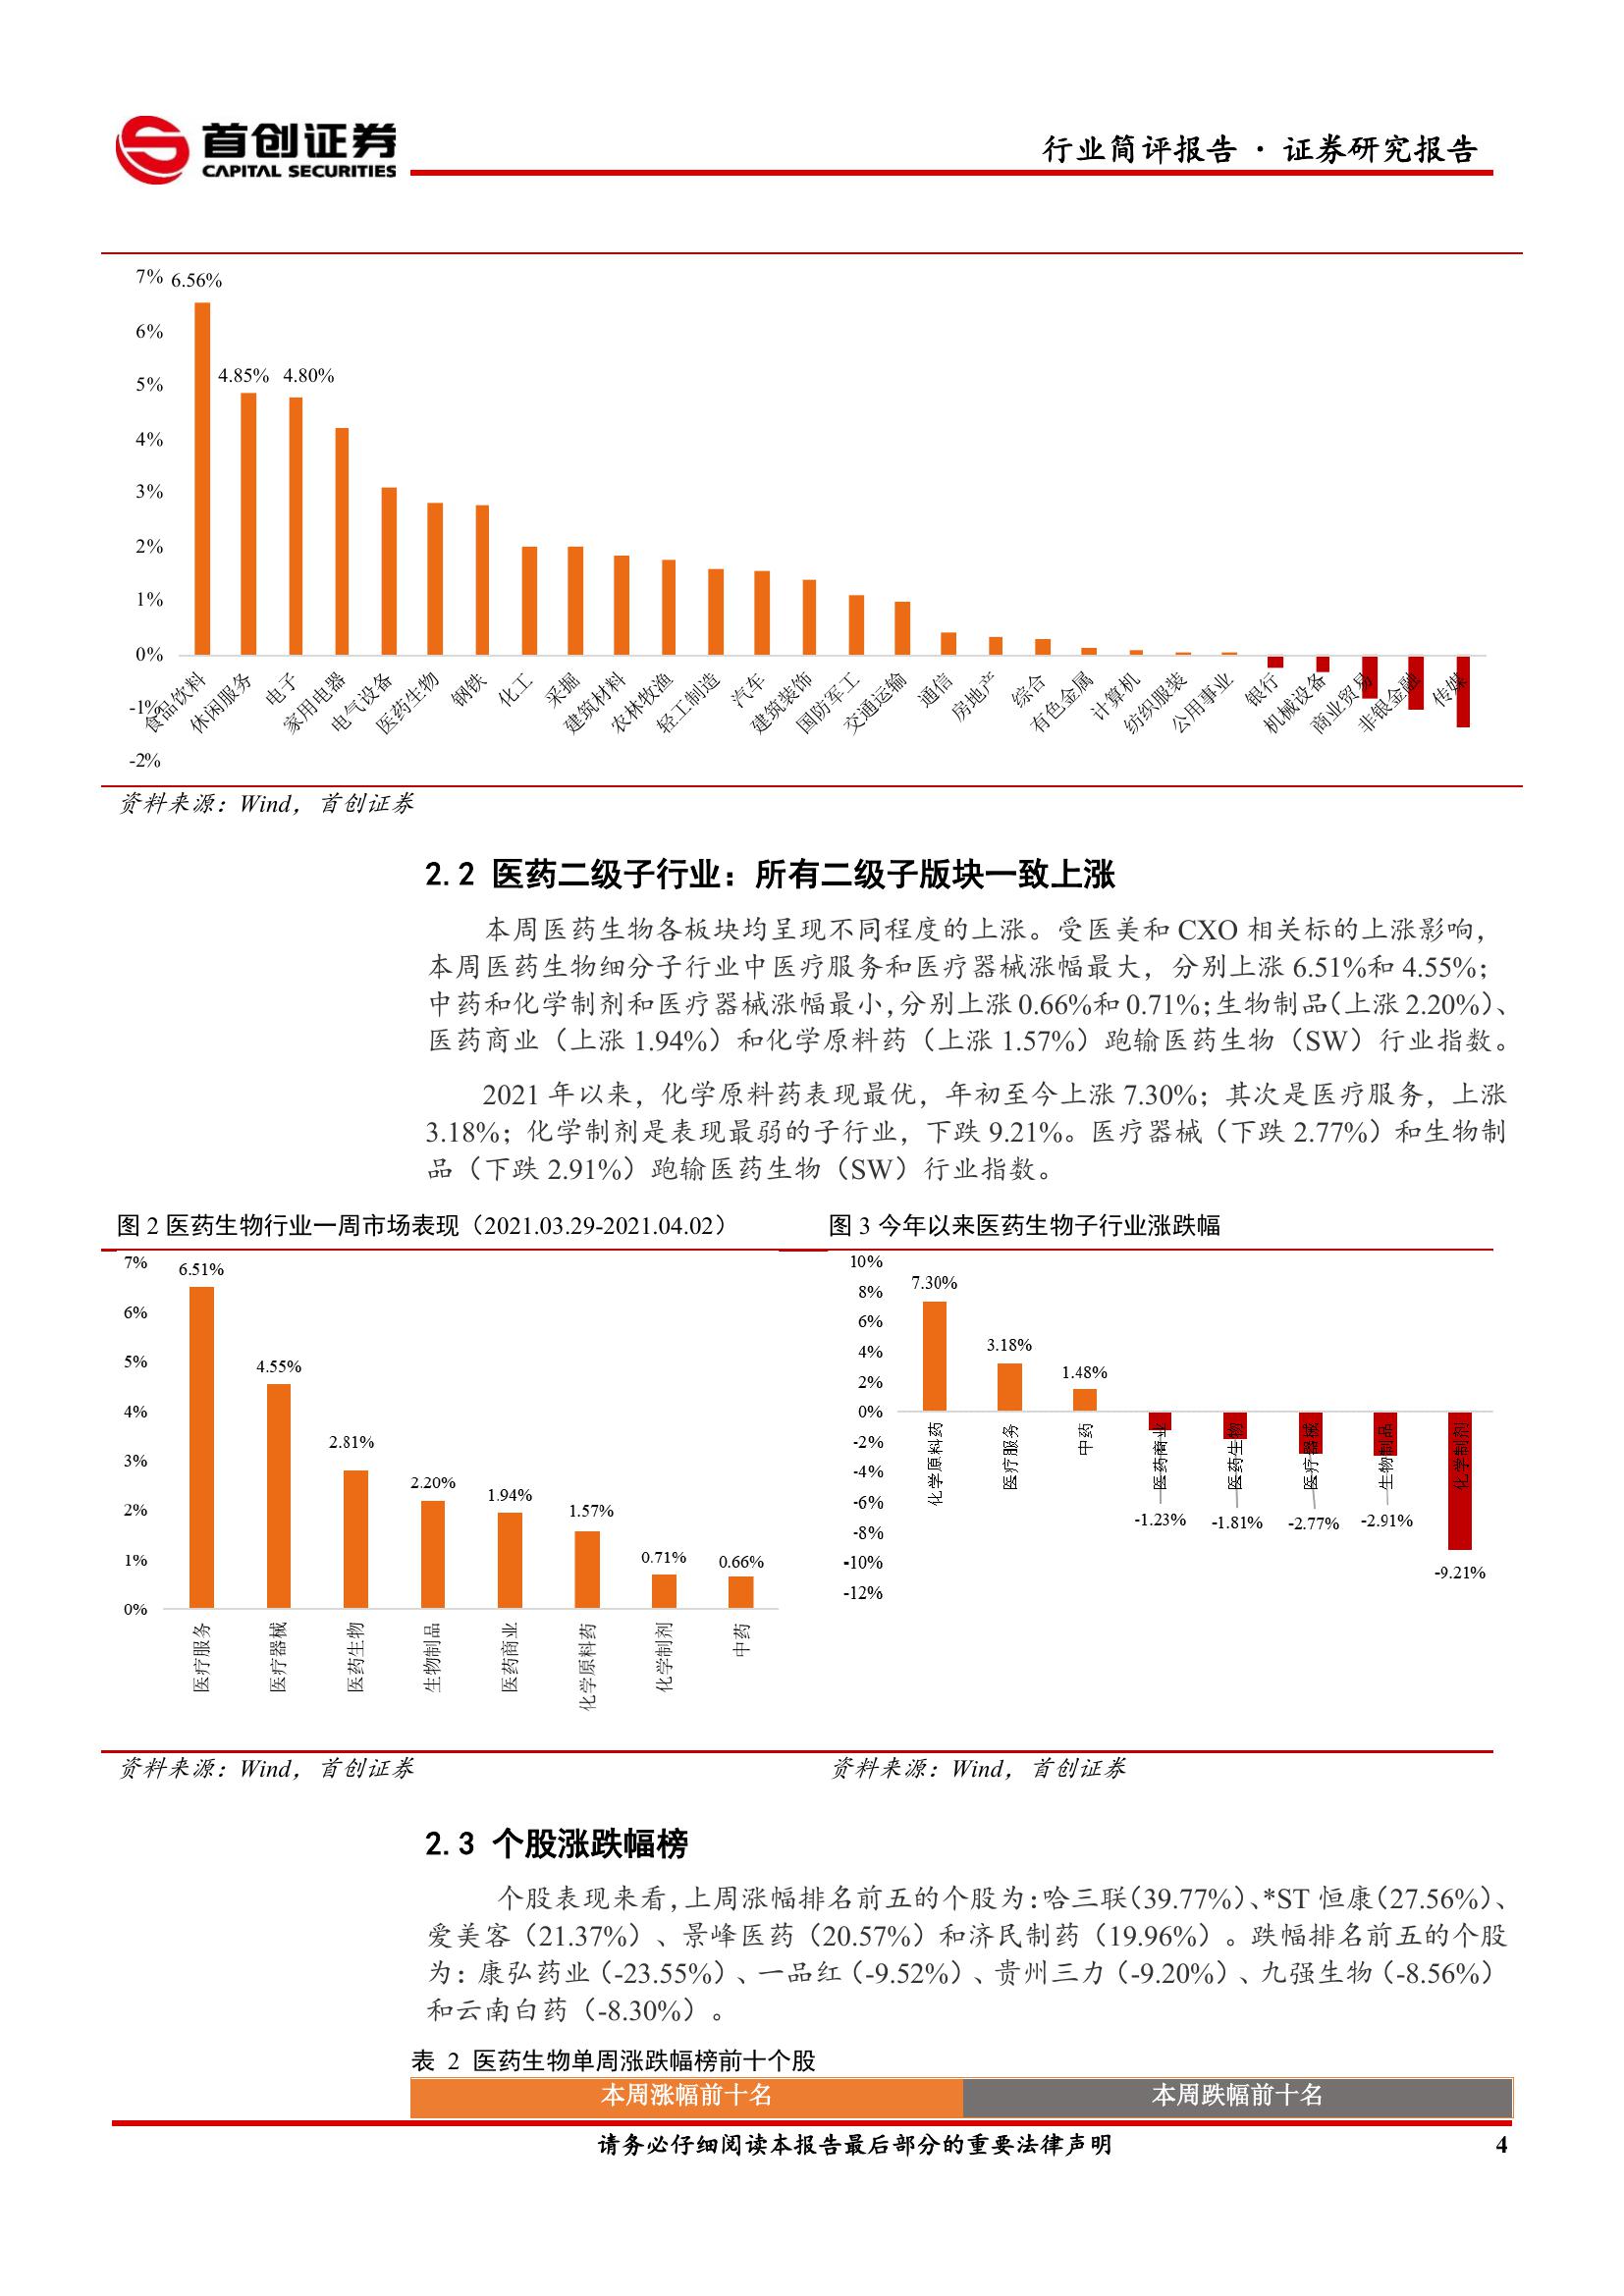 首创证券
CAPITAL SECURITIES
行业简评报告 · 证券研究报告
7%
6%
5%
4%
3%
2%
1%
0%
-1%
-2%
6.56%
4.85%
4.80%
食品饮料
休闲服务
电子
家用电器
电气设备
医药生物
钢铁
化工
采掘
建筑材料
农林牧渔
轻工制造
汽车
建筑装饰
国防军工
交通运输
通信
房地产
综合
有色金属
计算机
纺织服装
公用事业
银行
机械设备
商业贸易
非银金融
传媒
资料来源：Wind，首创证券
2.2 医药二级子行业：所有二级子版块一致上涨
本周医药生物各板块均呈现不同程度的上涨。受医美和 CXO 相关标的上涨影响，
本周医药生物细分子行业中医疗服务和医疗器械涨幅最大，分别上涨 6.51%和 4.55%；
中药和化学制剂和医疗器械涨幅最小，分别上涨 0.66%和 0.71%；生物制品（上涨 2.20%）、
医药商业（上涨 1.94%）和化学原料药（上涨 1.57%）跑输医药生物（SW）行业指数。
2021 年以来，化学原料药表现最优，年初至今上涨 7.30%；其次是医疗服务，上涨
3.18%；化学制剂是表现最弱的子行业，下跌 9.21%。医疗器械（下跌 2.77%）和生物制
品（下跌 2.91%）跑输医药生物（SW）行业指数。
图 2 医药生物行业一周市场表现（2021.03.29-2021.04.02）
7%
6%
5%
4%
3%
2%
1%
0%
6.51%
4.55%
2.81%
2.20%
1.94%
1.57%
0.71%
0.66%
医疗服务
医疗器械
医药生物
生物制品
医药商业
化学原料药
化学制剂
中药
资料来源：Wind，首创证券
图 3 今年以来医药生物子行业涨跌幅
10%
8%
6%
4%
2%
0%
-2%
-4%
-6%
-8%
-10%
-12%
7.30%
3.18%
1.48%
-1.23%
-1.81%
-2.77%
-2.91%
-9.21%
化学原料药
医疗服务
中药
医药商业
医药生物
医疗器械
生物制品
化学制剂
资料来源：Wind，首创证券
2.3 个股涨跌幅榜
个股表现来看，上周涨幅排名前五的个股为：哈三联（39.77%）、*ST 恒康（27.56%）、
爱美客（21.37%）、景峰医药（20.57%）和济民制药（19.96%）。跌幅排名前五的个股
为：康弘药业（-23.55%）、一品红（-9.52%）、贵州三力（-9.20%）、九强生物（-8.56%）
和云南白药（-8.30%）。
表 2 医药生物单周涨跌幅榜前十个股
本周涨幅前十名
本周跌幅前十名
请务必仔细阅读本报告最后部分的重要法律声明
4